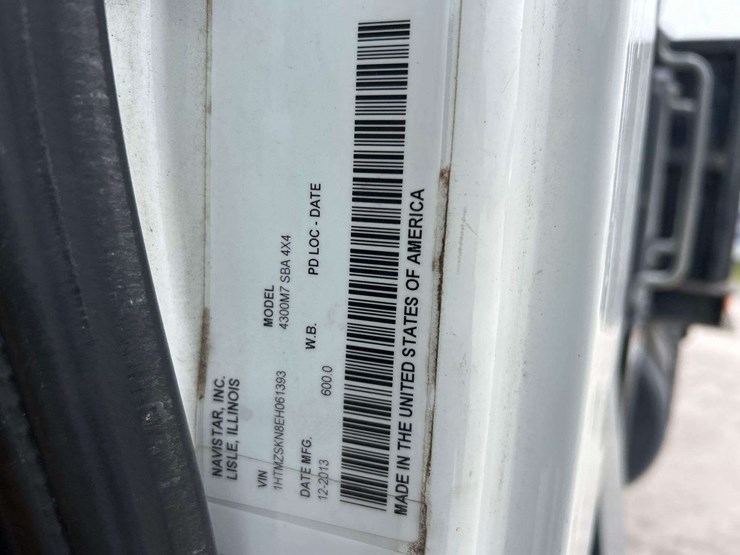 NAVISTAR, INC.
LISLE, ILLINOIS
VIN MODEL
1HTMZSKN8EH061393 4300M7 SBA 4X4
DATE MFG. W.B. PD LOC - DATE
12-2013 600.0
MADE IN THE UNITED STATES OF AMERICA